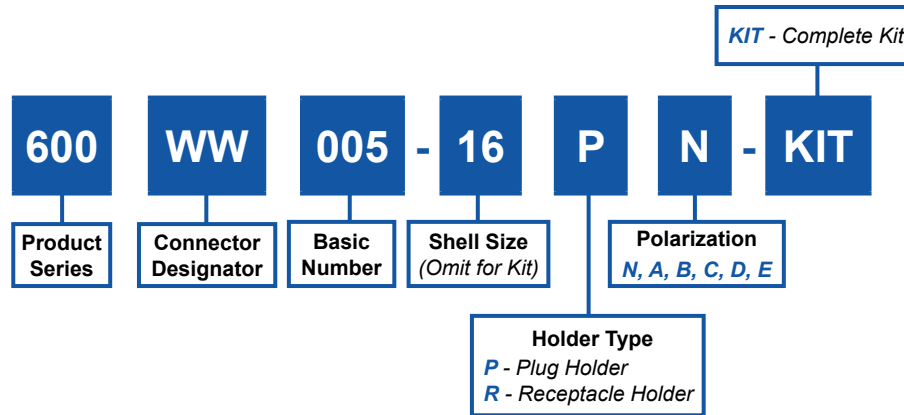 KIT - Complete Kit
600 WW 005 - 16 P N - KIT
Product
Series
Connector
Designator
Basic
Number
Shell Size
(Omit for Kit)
Polarization
N, A, B, C, D, E
Holder Type
P - Plug Holder
R - Receptacle Holder